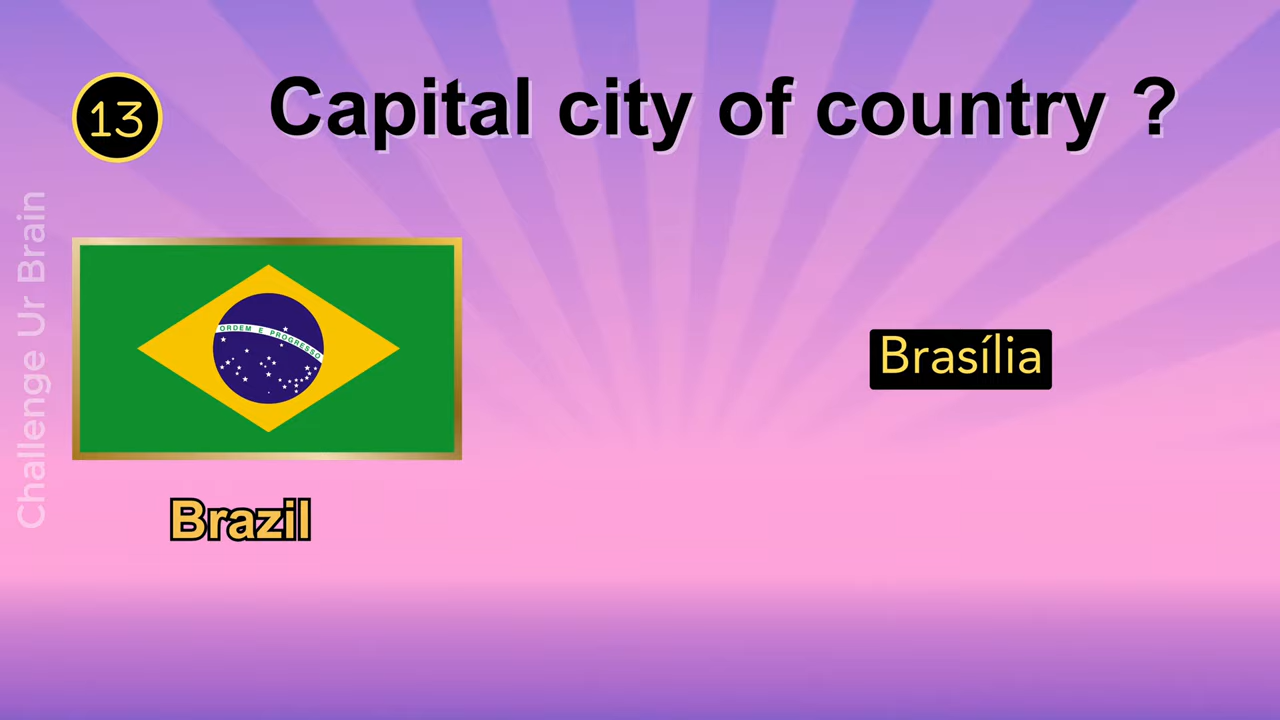 13
Capital city of country ?
Challenge Ur Brain
ORDEM E PROGRESSO
Brasília
Brazil